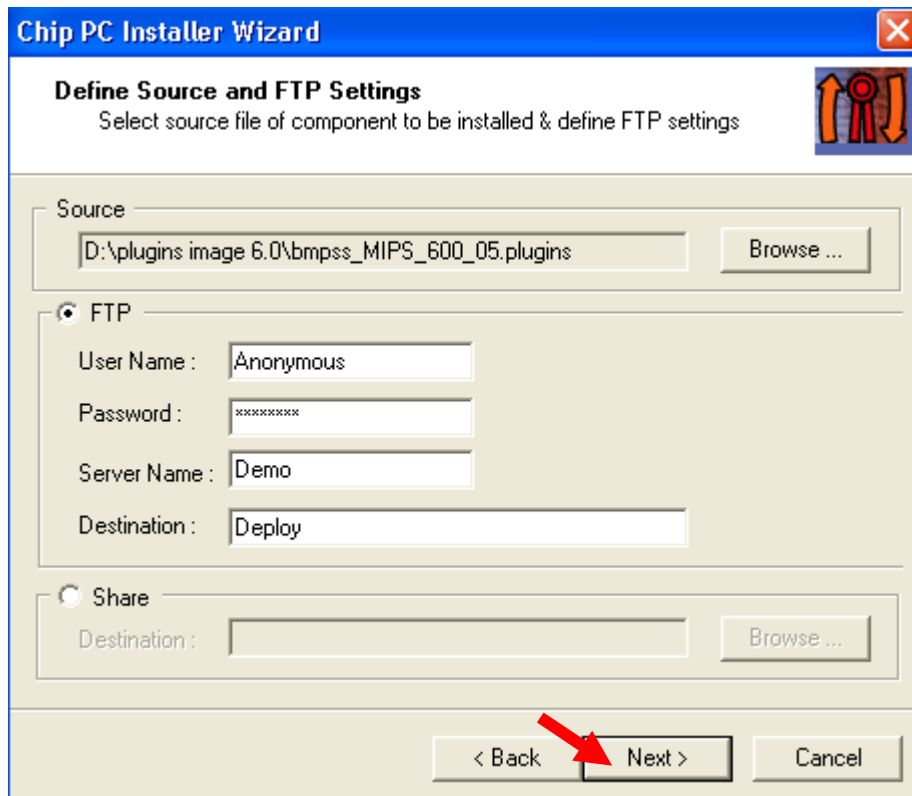 Chip PC Installer Wizard
Define Source and FTP Settings
Select source file of component to be installed & define FTP settings
Source
D:\plugins image 6.0\bmpss_MIPS_600_05.plugins
Browse ...
FTP
User Name :
Anonymous
Password :
××××××××
Server Name :
Demo
Destination :
Deploy
Share
Destination :
Browse ...
< Back
Next >
Cancel